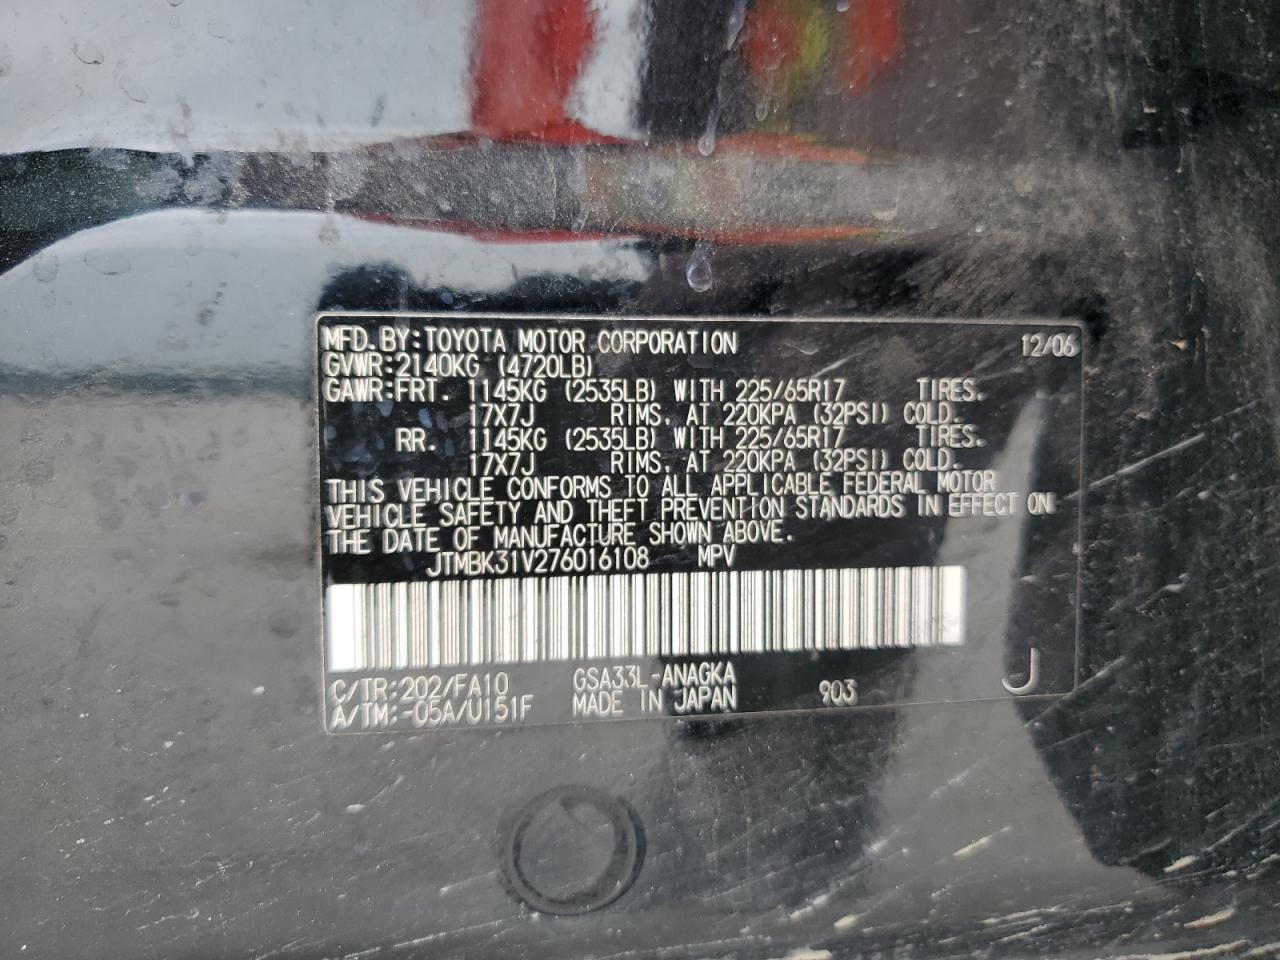 MFD. BY: TOYOTA MOTOR CORPORATION 12/06
GVWR: 2140KG (4720LB)
GAWR: FRT. 1145KG (2535LB) WITH 225/65R17 TIRES.
17X7J RIMS, AT 220KPA (32PSI) COLD.
RR. 1145KG (2535LB) WITH 225/65R17 TIRES.
17X7J RIMS, AT 220KPA (32PSI) COLD.
THIS VEHICLE CONFORMS TO ALL APPLICABLE FEDERAL MOTOR
VEHICLE SAFETY AND THEFT PREVENTION STANDARDS IN EFFECT ON
THE DATE OF MANUFACTURE SHOWN ABOVE.
JTMBK31V276016108 MPV
C/TR: 202/FA10 GSA33L-ANAGKA
A/TM: -05A/U151F MADE IN JAPAN 903 J